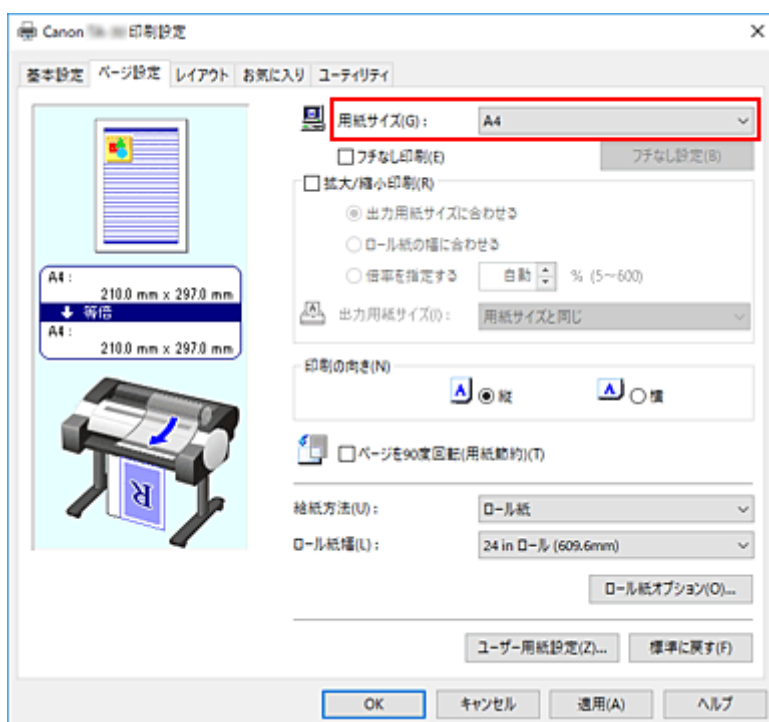 Canon 印刷設定
基本設定 ページ設定 レイアウト お気に入り ユーティリティ
用紙サイズ(G): A4
フチなし印刷(E) フチなし設定(B)
拡大/縮小印刷(R)
出力用紙サイズに合わせる
ロール紙の幅に合わせる
倍率を指定する 自動 % (5～600)
出力用紙サイズ(I): 用紙サイズと同じ
A4:
210.0 mm x 297.0 mm
等倍
A4:
210.0 mm x 297.0 mm
印刷の向き(N)
A 縦 A 横
ページを90度回転(用紙節約)(T)
R
給紙方法(U): ロール紙
ロール紙幅(L): 24 in ロール (609.6mm)
ロール紙オプション(O)...
ユーザー用紙設定(Z)... 標準に戻す(F)
OK キャンセル 適用(A) ヘルプ